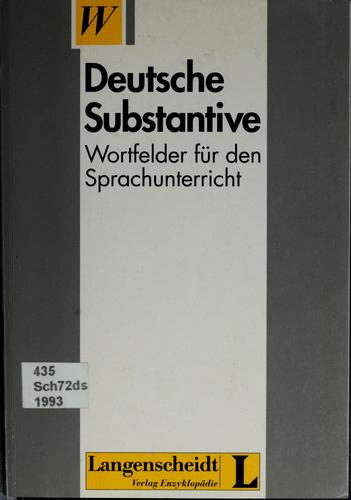 W
Deutsche
Substantive
Wortfelder für den
Sprachunterricht
435
Sch72ds
1993
Langenscheidt
Verlag Enzyklopädie
L